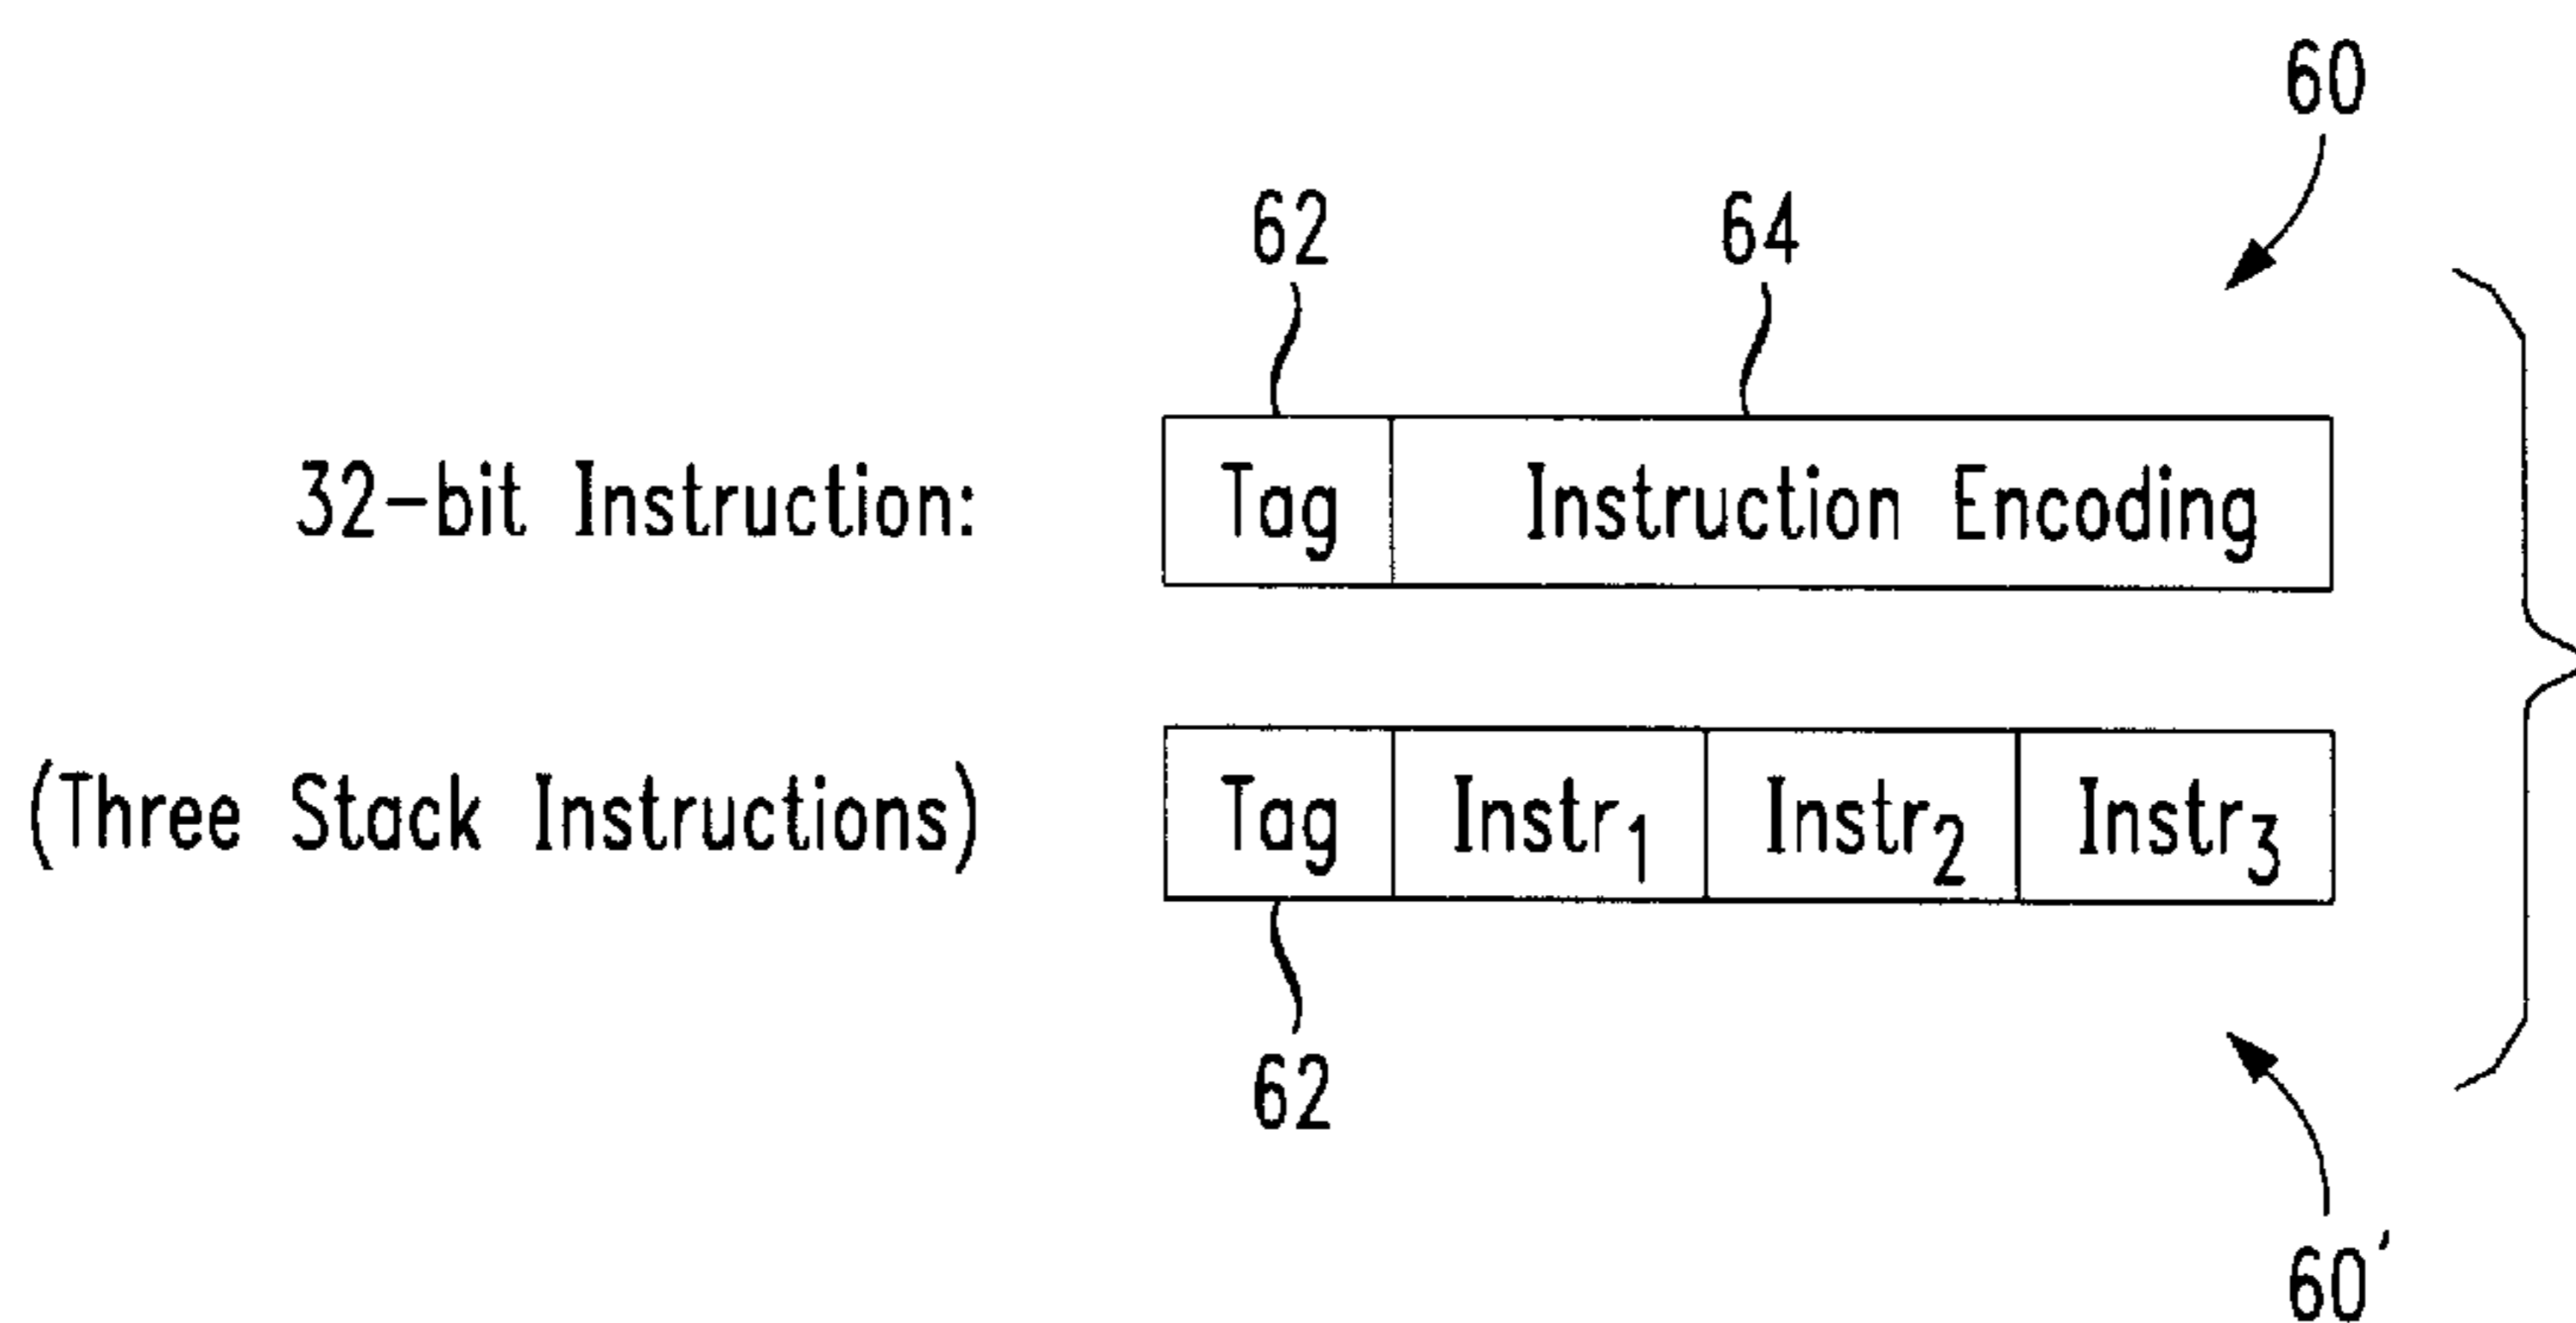 60
62 64
32-bit Instruction: Tag Instruction Encoding
(Three Stack Instructions) Tag Instr1 Instr2 Instr3
62
60'